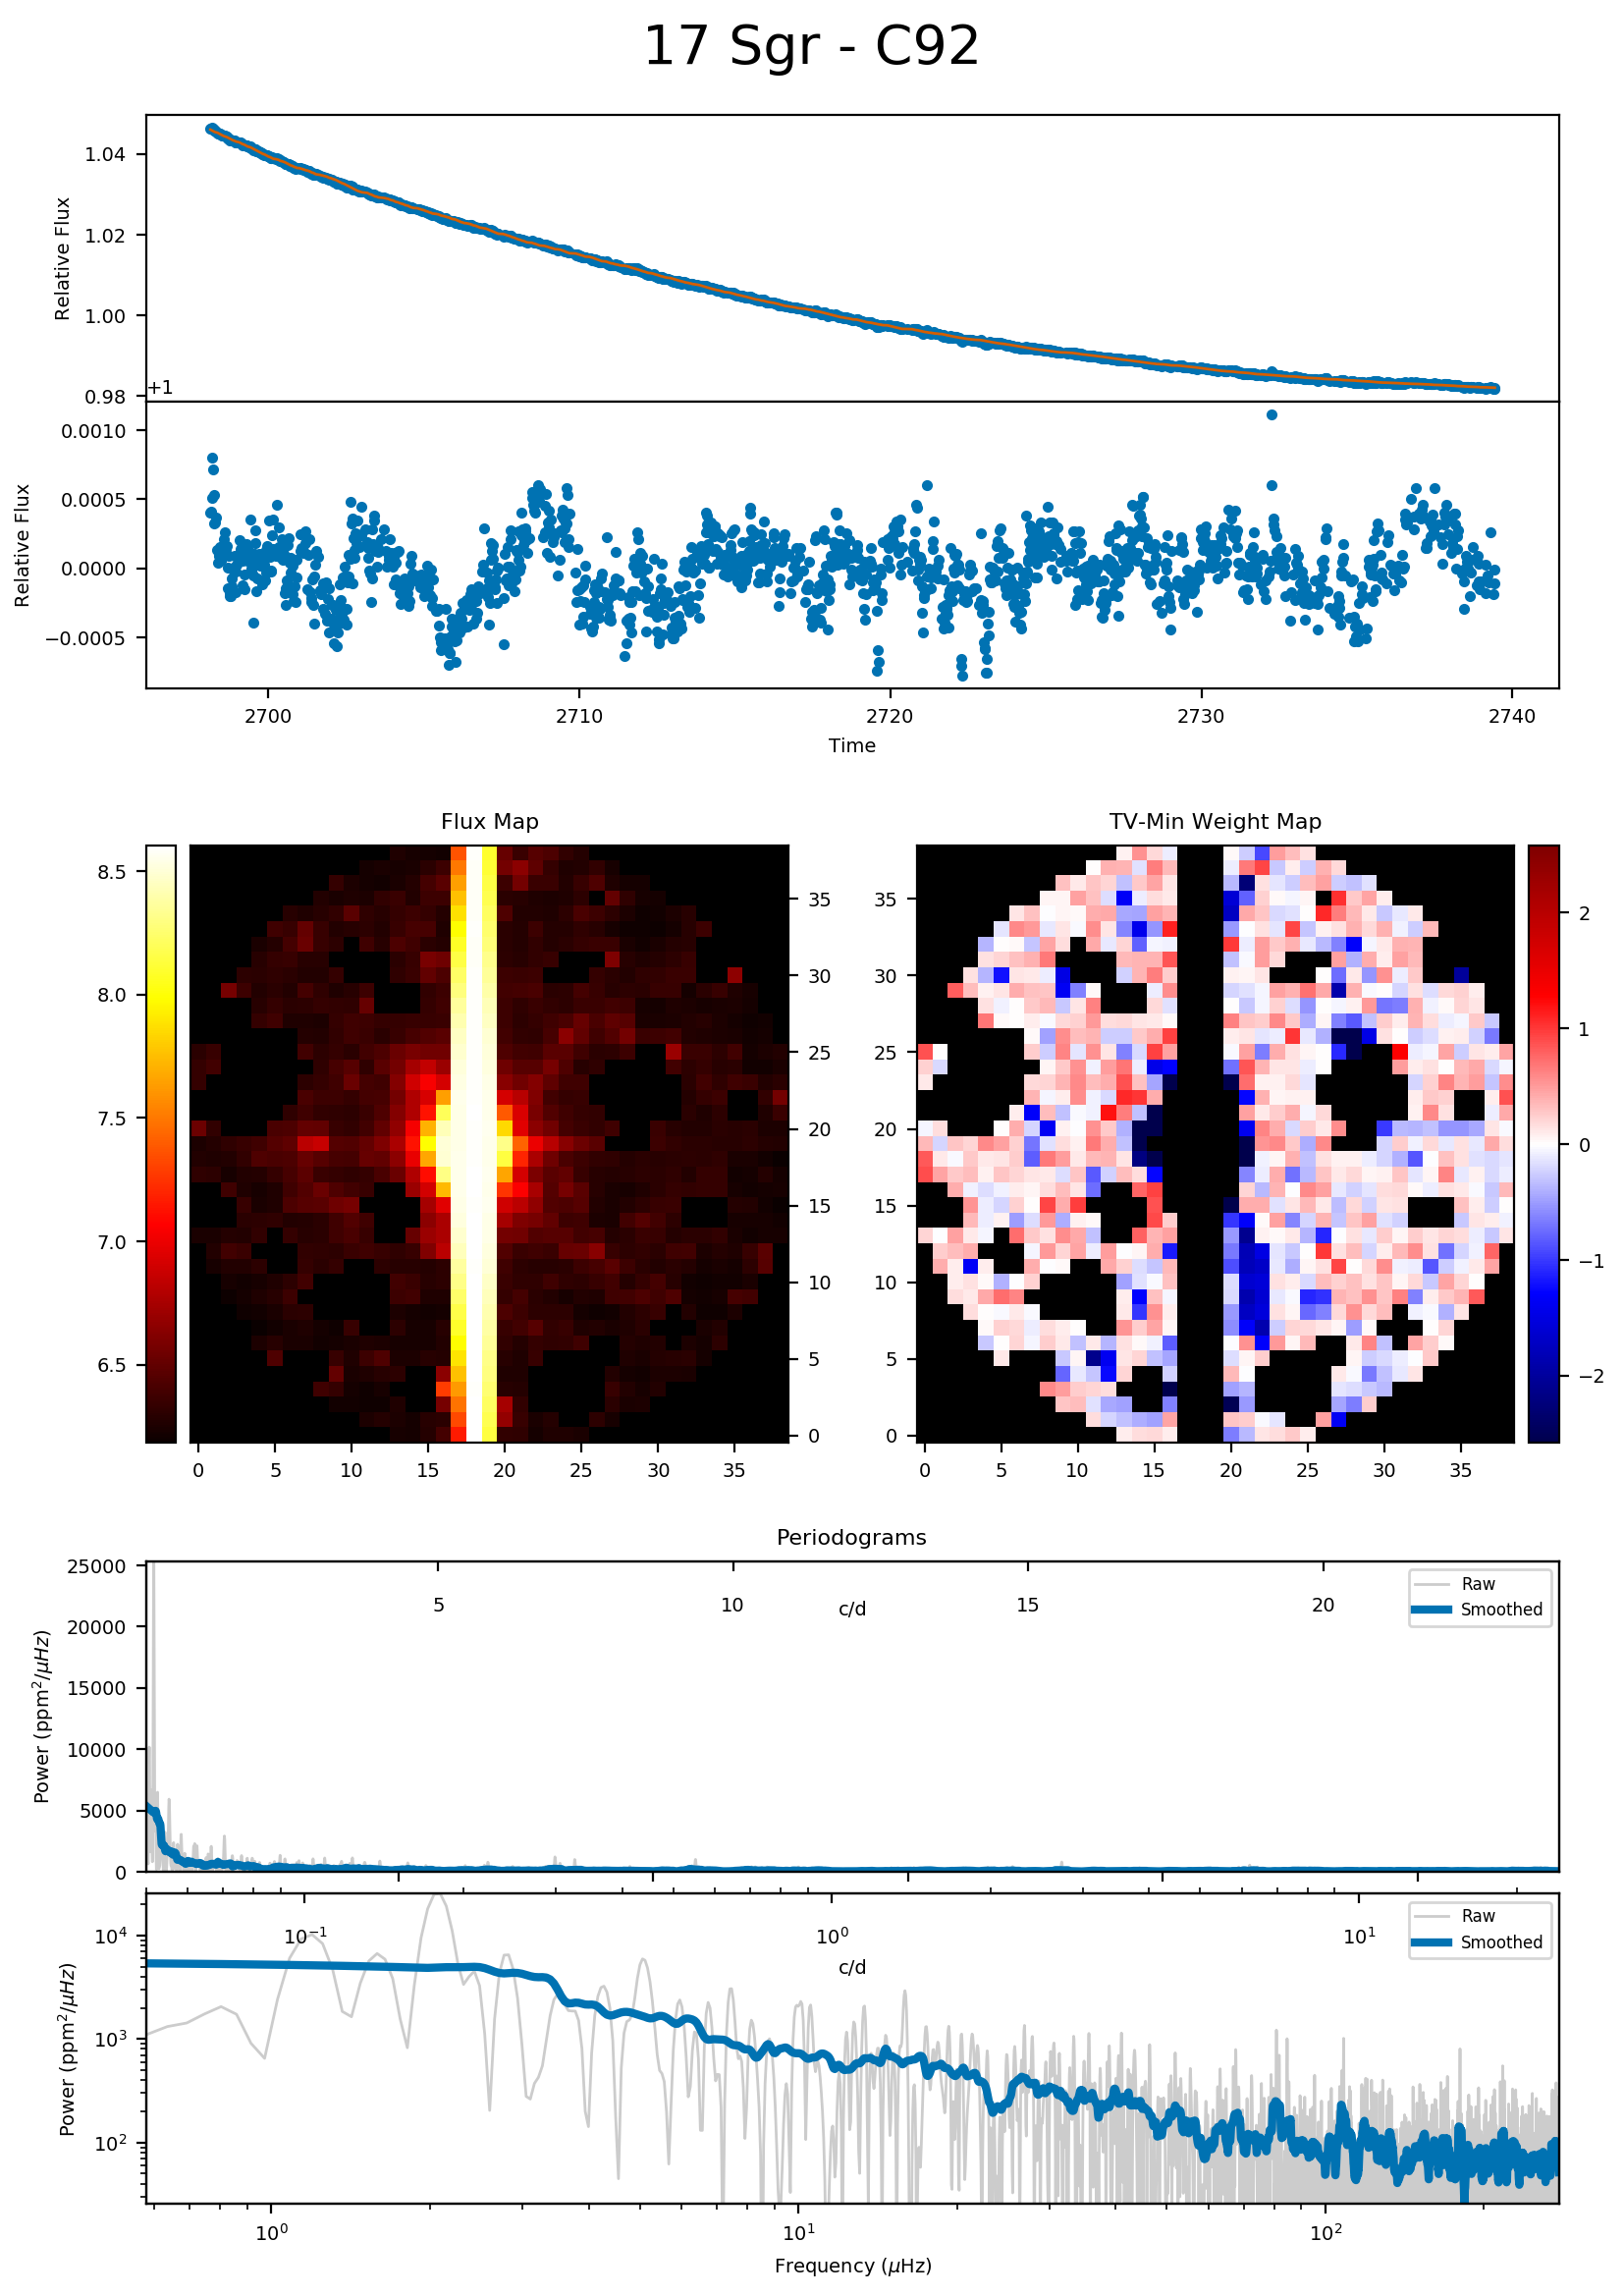 17 Sgr - C92
Relative Flux
1.04
1.02
1.00
0.98
+1
Relative Flux
0.0010
0.0005
0.0000
−0.0005
2700 2710 2720 2730 2740
Time
Flux Map
8.5
8.0
7.5
7.0
6.5
35
30
25
20
15
10
5
0
0 5 10 15 20 25 30 35
TV-Min Weight Map
35
30
25
20
15
10
5
0
0 5 10 15 20 25 30 35
2
1
0
−1
−2
Periodograms
Power (ppm²/μHz)
25000
20000
15000
10000
5000
0
5 10 15 20
c/d
Raw
Smoothed
Power (ppm²/μHz)
10⁴
10³
10²
10⁻¹ 10⁰ 10¹
c/d
Raw
Smoothed
10⁰ 10¹ 10²
Frequency (μHz)